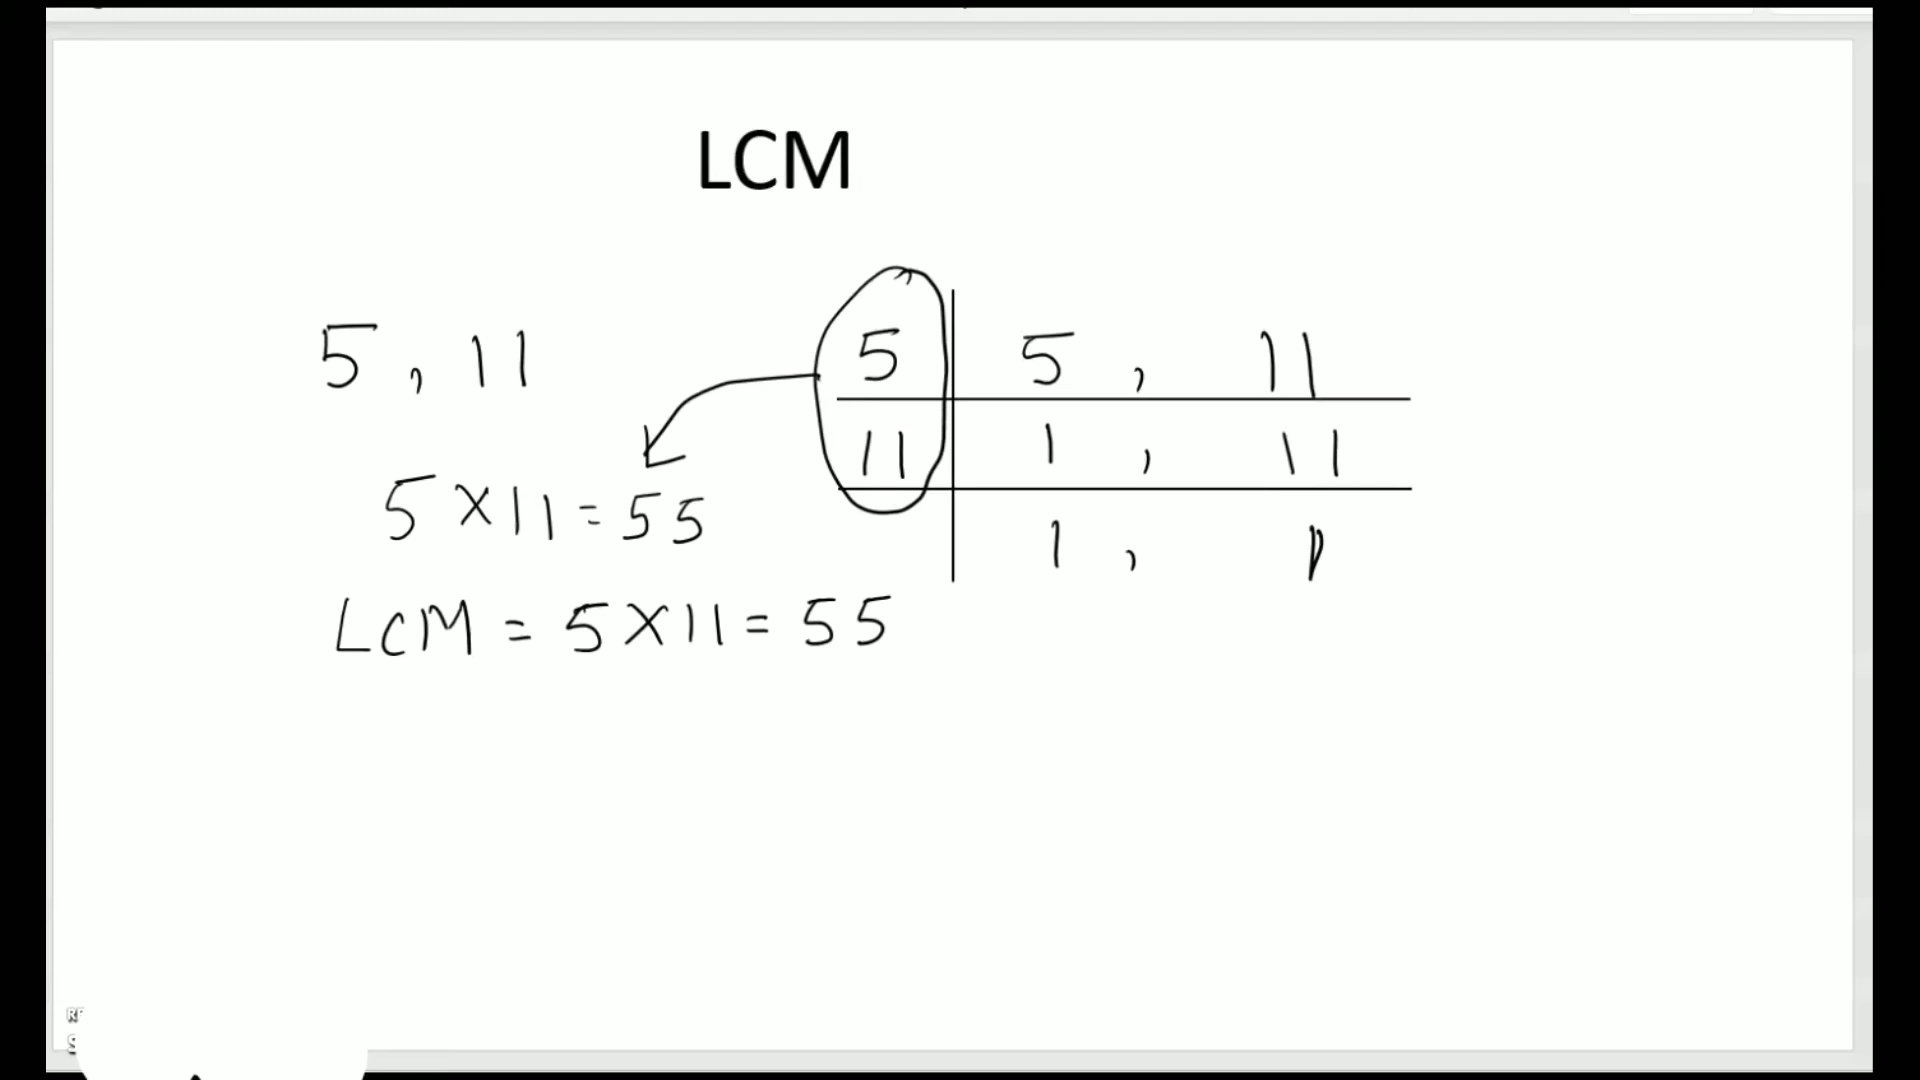 LCM
5, 11
5 | 5, 11
11 | 1, 11
1, 1
5 × 11 = 55
LCM = 5 × 11 = 55